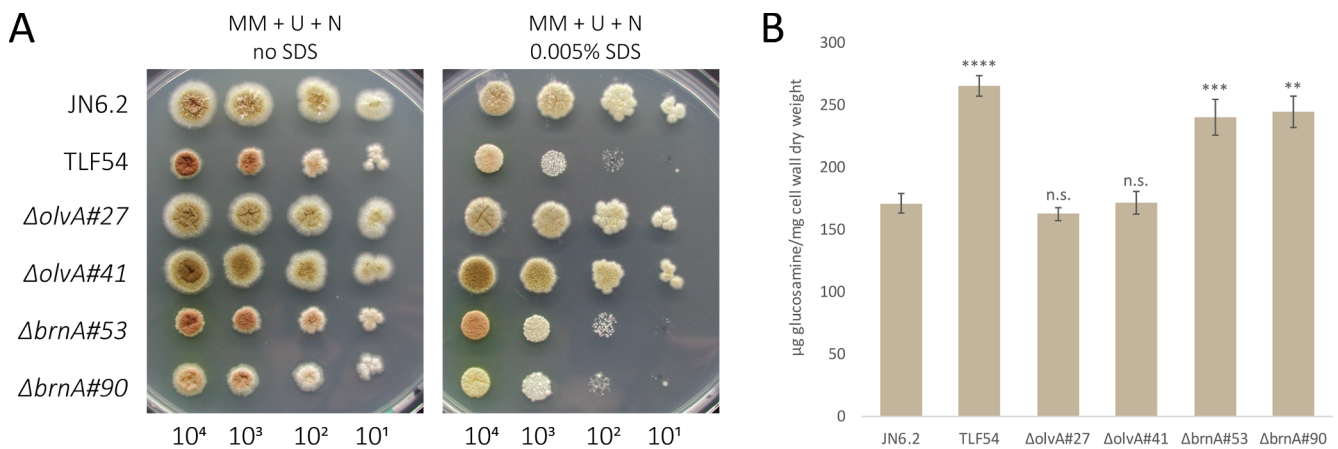 A
MM + U + N
no SDS
MM + U + N
0.005% SDS
JN6.2
TLF54
ΔolvA#27
ΔolvA#41
ΔbrnA#53
ΔbrnA#90
10⁴ 10³ 10² 10¹
10⁴ 10³ 10² 10¹
B
µg glucosamine/mg cell wall dry weight
300
250
200
150
100
50
0
****
n.s.
n.s.
***
**
JN6.2 TLF54 ΔolvA#27 ΔolvA#41 ΔbrnA#53 ΔbrnA#90